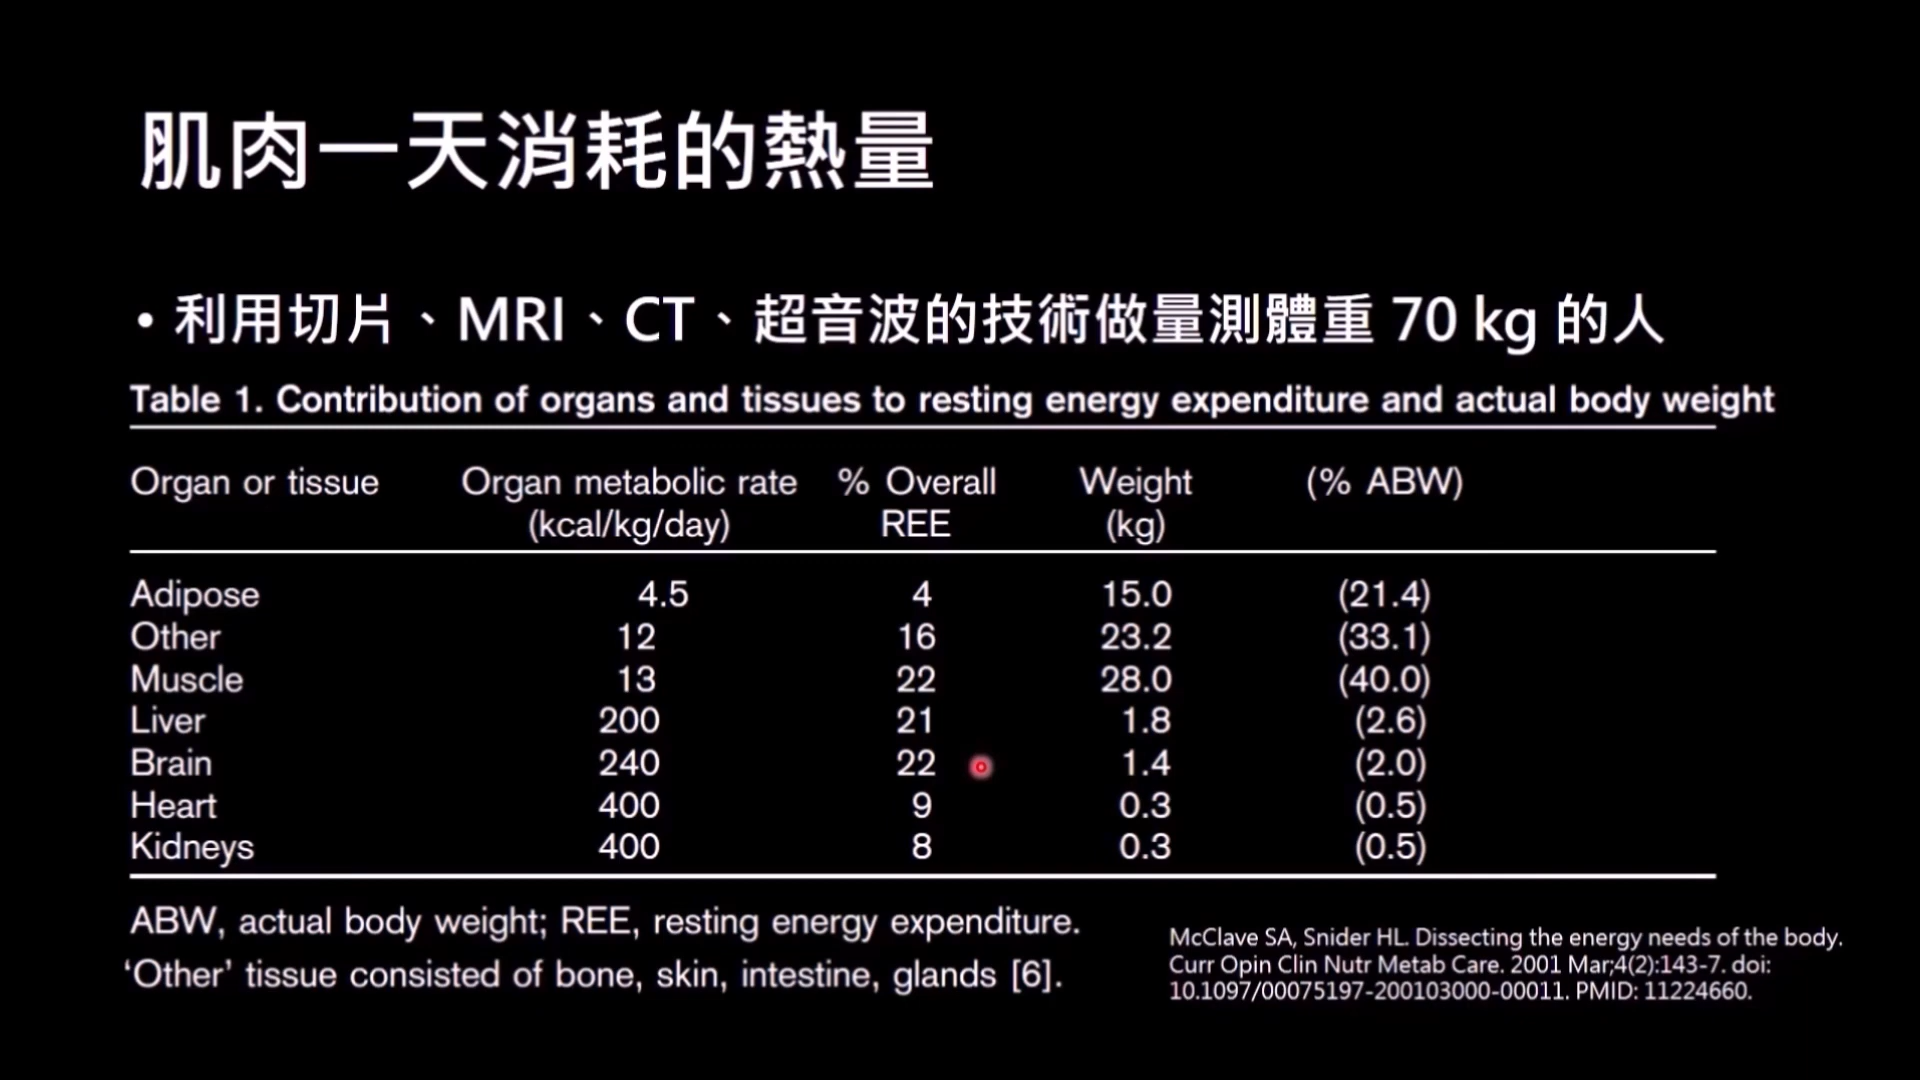 肌肉一天消耗的熱量
• 利用切片、MRI、CT、超音波的技術做量測體重 70 kg 的人
Table 1. Contribution of organs and tissues to resting energy expenditure and actual body weight
Organ or tissue Organ metabolic rate (kcal/kg/day) % Overall REE Weight (kg) (% ABW)
Adipose 4.5 4 15.0 (21.4)
Other 12 16 23.2 (33.1)
Muscle 13 22 28.0 (40.0)
Liver 200 21 1.8 (2.6)
Brain 240 22 1.4 (2.0)
Heart 400 9 0.3 (0.5)
Kidneys 400 8 0.3 (0.5)
ABW, actual body weight; REE, resting energy expenditure.
‘Other’ tissue consisted of bone, skin, intestine, glands [6].
McClave SA, Snider HL. Dissecting the energy needs of the body.
Curr Opin Clin Nutr Metab Care. 2001 Mar;4(2):143-7. doi:
10.1097/00075197-200103000-00011. PMID: 11224660.